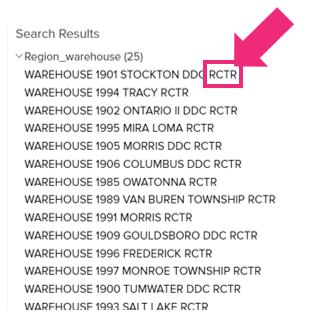 Search Results
Region_warehouse (25)
WAREHOUSE 1901 STOCKTON DDC RCTR
WAREHOUSE 1994 TRACY RCTR
WAREHOUSE 1902 ONTARIO II DDC RCTR
WAREHOUSE 1995 MIRA LOMA RCTR
WAREHOUSE 1905 MORRIS DDC RCTR
WAREHOUSE 1906 COLUMBUS DDC RCTR
WAREHOUSE 1985 OWATONNA RCTR
WAREHOUSE 1989 VAN BUREN TOWNSHIP RCTR
WAREHOUSE 1991 MORRIS RCTR
WAREHOUSE 1909 GOULDSBORO DDC RCTR
WAREHOUSE 1996 FREDERICK RCTR
WAREHOUSE 1997 MONROE TOWNSHIP RCTR
WAREHOUSE 1900 TUMWATER DDC RCTR
WAREHOUSE 1993 SALT LAKE RCTR